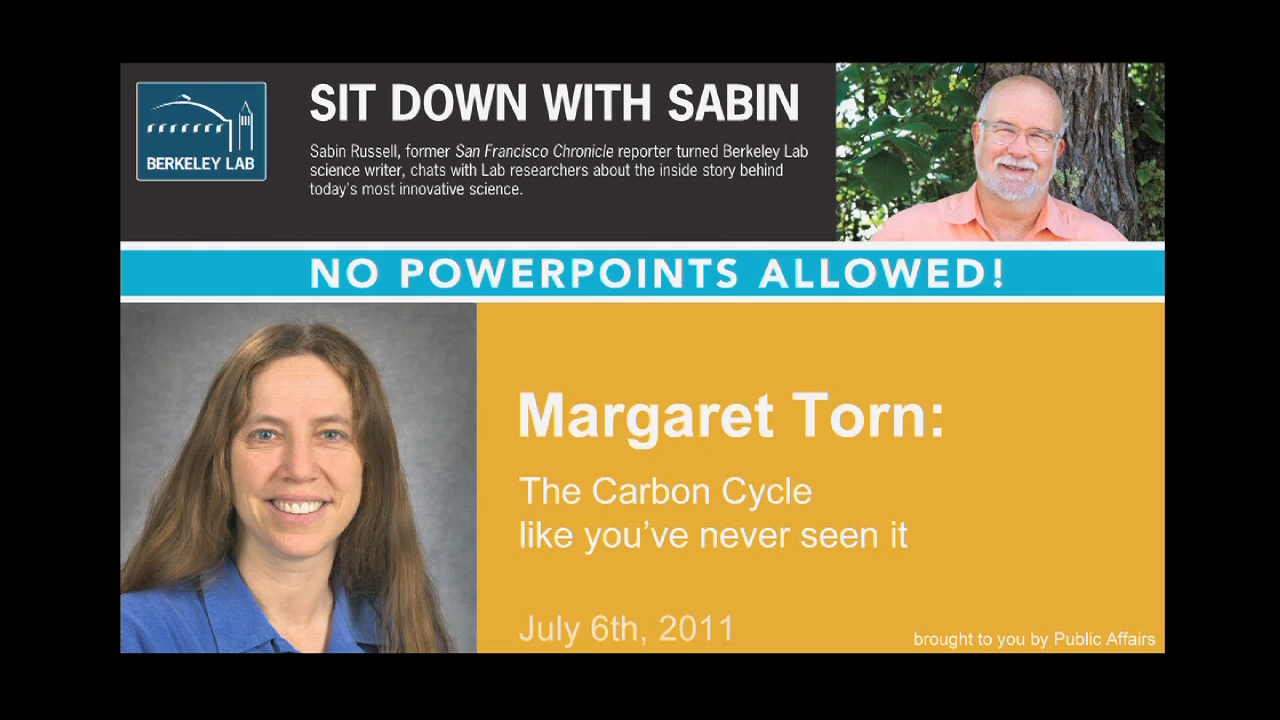 BERKELEY LAB
SIT DOWN WITH SABIN
Sabin Russell, former San Francisco Chronicle reporter turned Berkeley Lab
science writer, chats with Lab researchers about the inside story behind
today's most innovative science.
NO POWERPOINTS ALLOWED!
Margaret Torn:
The Carbon Cycle
like you've never seen it
July 6th, 2011
brought to you by Public Affairs